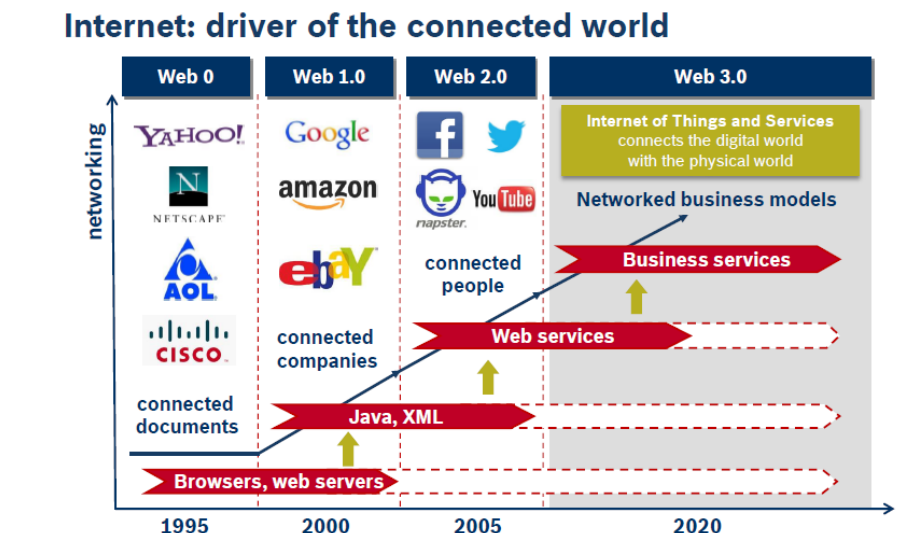 Internet: driver of the connected world
Web 0
Web 1.0
Web 2.0
Web 3.0
networking
YAHOO!
NETSCAPE
AOL
CISCO
connected
documents
Google
amazon
ebaY
connected
companies
napster
YouTube
connected
people
Internet of Things and Services
connects the digital world
with the physical world
Networked business models
Business services
Web services
Java, XML
Browsers, web servers
1995
2000
2005
2020